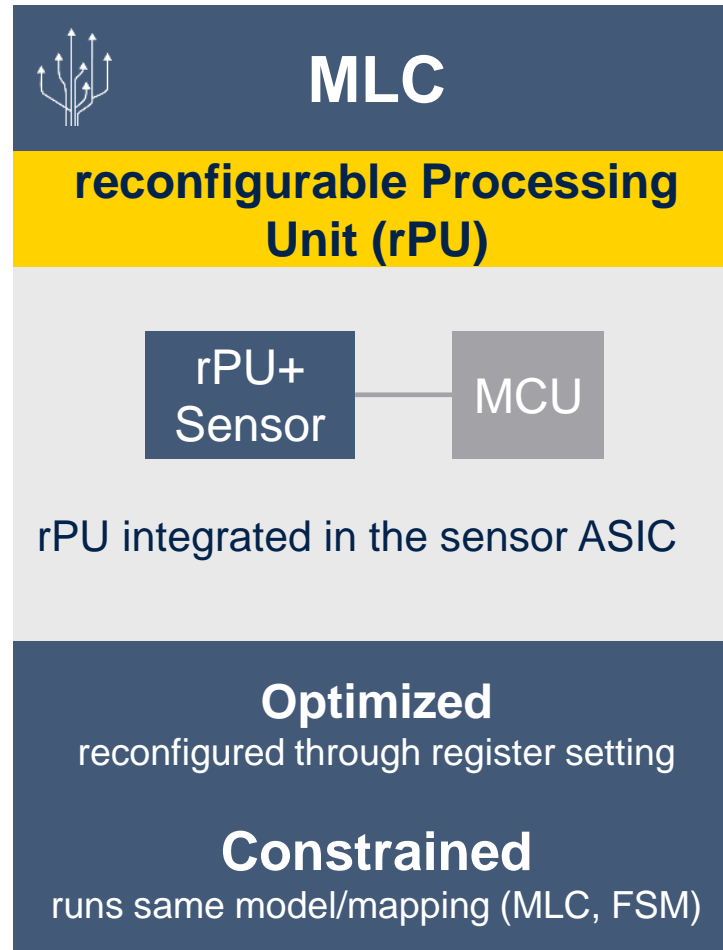 MLC
reconfigurable Processing
Unit (rPU)
rPU+
Sensor
MCU
rPU integrated in the sensor ASIC
Optimized
reconfigured through register setting
Constrained
runs same model/mapping (MLC, FSM)